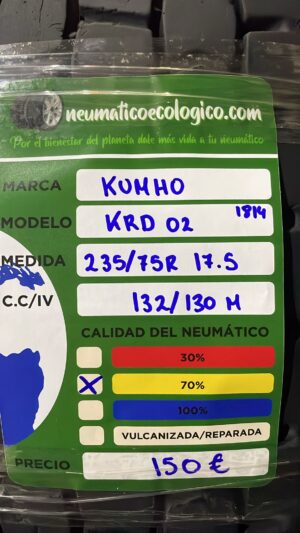 neumaticoecologico.com
Por el bienestar del planeta dale más vida a tu neumático
MARCA KUMHO
MODELO KRD 02 1814
MEDIDA 235/75R 17.5
C.C/IV 132/130 M
CALIDAD DEL NEUMÁTICO
30%
X 70%
100%
VULCANIZADA/REPARADA
PRECIO 150 €